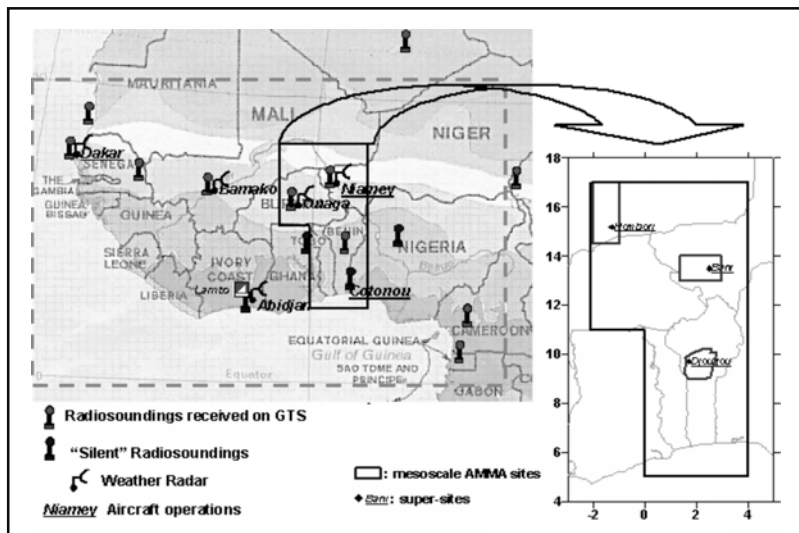 MAURITANIA
MALI
NIGER
Dakar
SENEGAL
THE GAMBIA
GUINEA BISSAU
Bamako
Niamey
Ouaga
GUINEA
SIERRA LEONE
LIBERIA
IVORY COAST
GHANA
TOGO
BENIN
NIGERIA
Lamto
Abidjan
Cotonou
CAMEROON
EQUATORIAL GUINEA
Gulf of Guinea
SAO TOME AND PRINCIPE
GABON
Equator
0
Radiosoundings received on GTS
"Silent" Radiosoundings
Weather Radar
Niamey Aircraft operations
18
16
14
12
10
8
6
4
-2
0
2
4
Banı
: mesoscale AMMA sites
Banı : super-sites